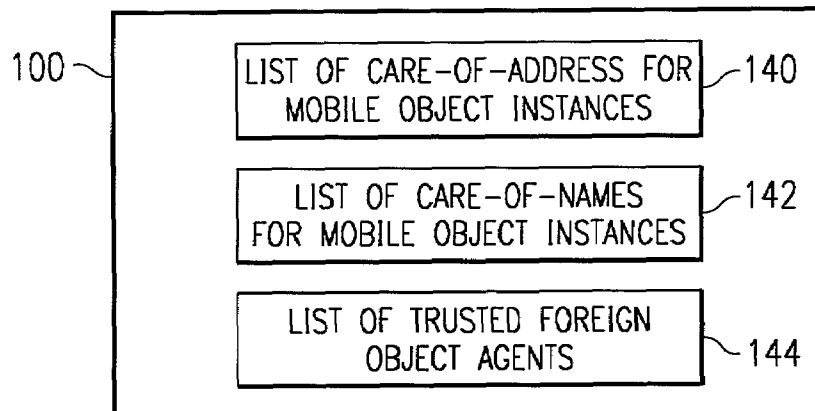 100
LIST OF CARE-OF-ADDRESS FOR
MOBILE OBJECT INSTANCES
140
LIST OF CARE-OF-NAMES
FOR MOBILE OBJECT INSTANCES
142
LIST OF TRUSTED FOREIGN
OBJECT AGENTS
144